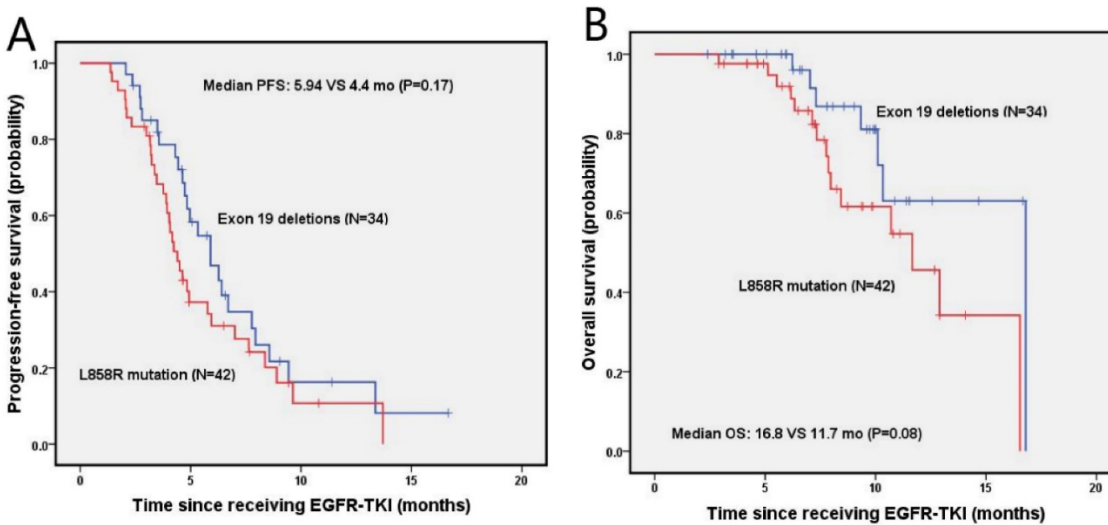 A
Progression-free survival (probability)
1.0
0.8
0.6
0.4
0.2
0.0
Median PFS: 5.94 VS 4.4 mo (P=0.17)
Exon 19 deletions (N=34)
L858R mutation (N=42)
0 5 10 15 20
Time since receiving EGFR-TKI (months)
B
Overall survival (probability)
1.0
0.8
0.6
0.4
0.2
0.0
Exon 19 deletions (N=34)
L858R mutation (N=42)
Median OS: 16.8 VS 11.7 mo (P=0.08)
0 5 10 15 20
Time since receiving EGFR-TKI (months)